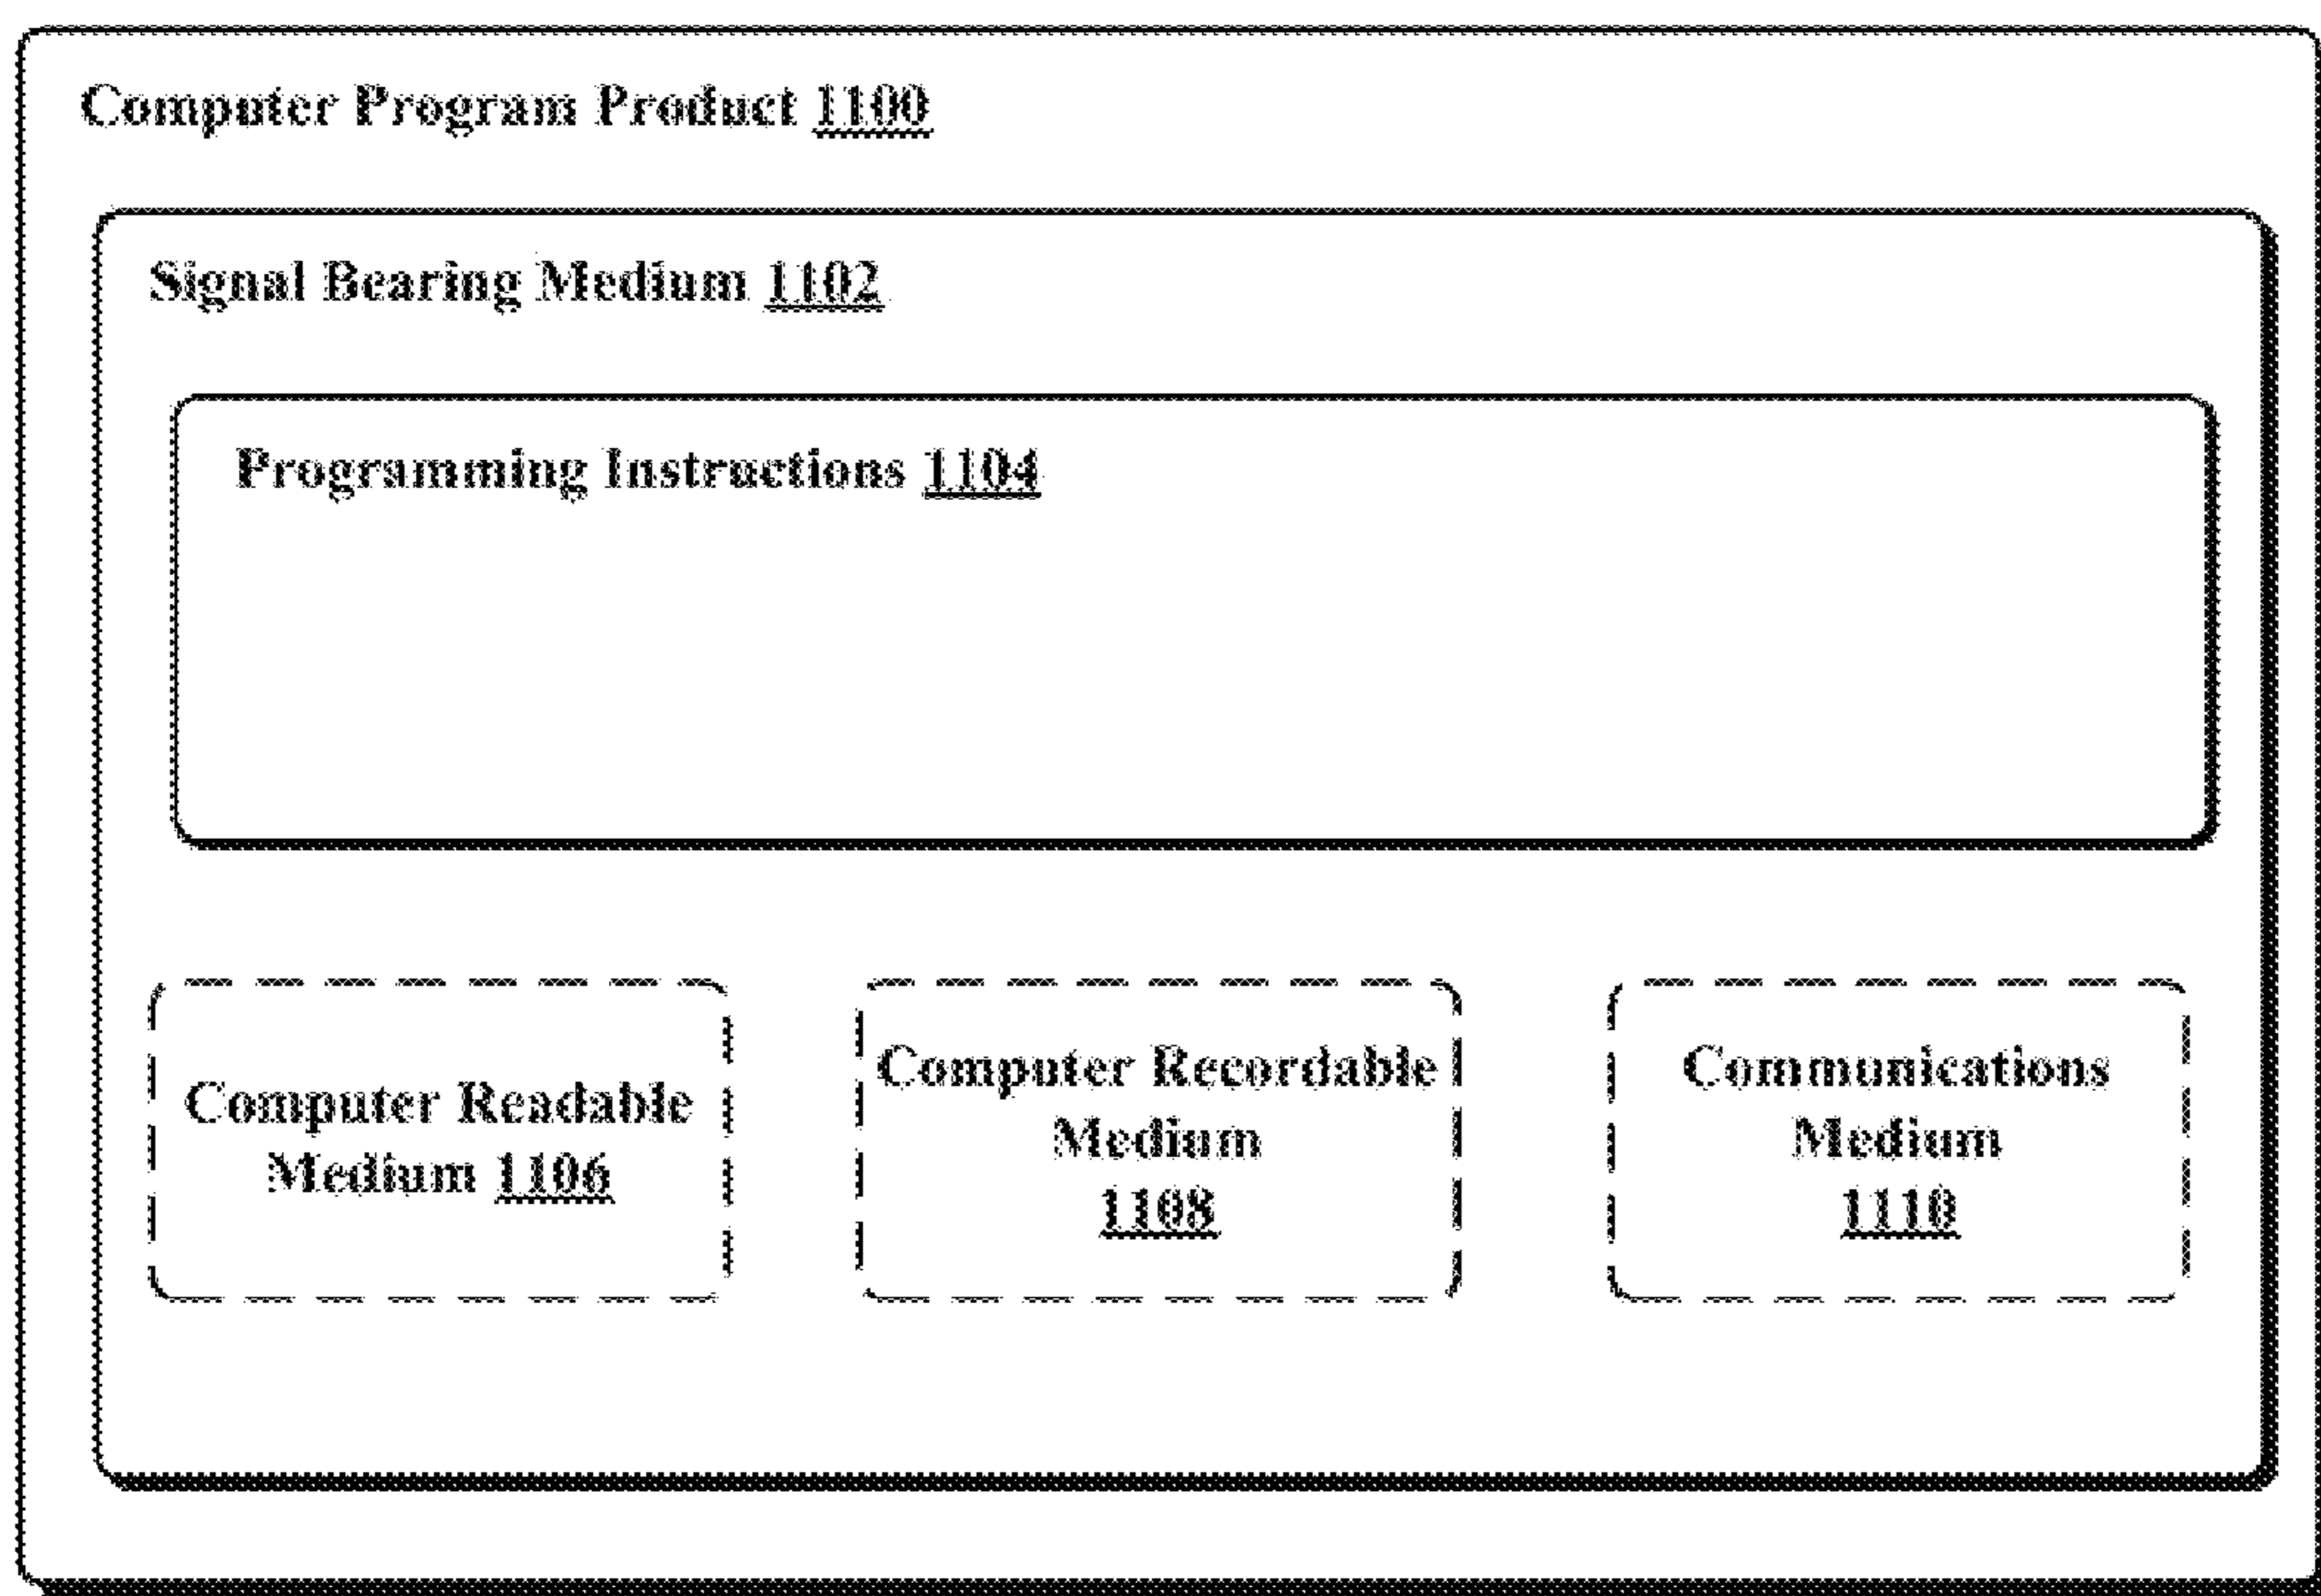 Computer Program Product 1100
Signal Bearing Medium 1102
Programming Instructions 1104
Computer Readable
Medium 1106
Computer Recordable
Medium
1108
Communications
Medium
1110